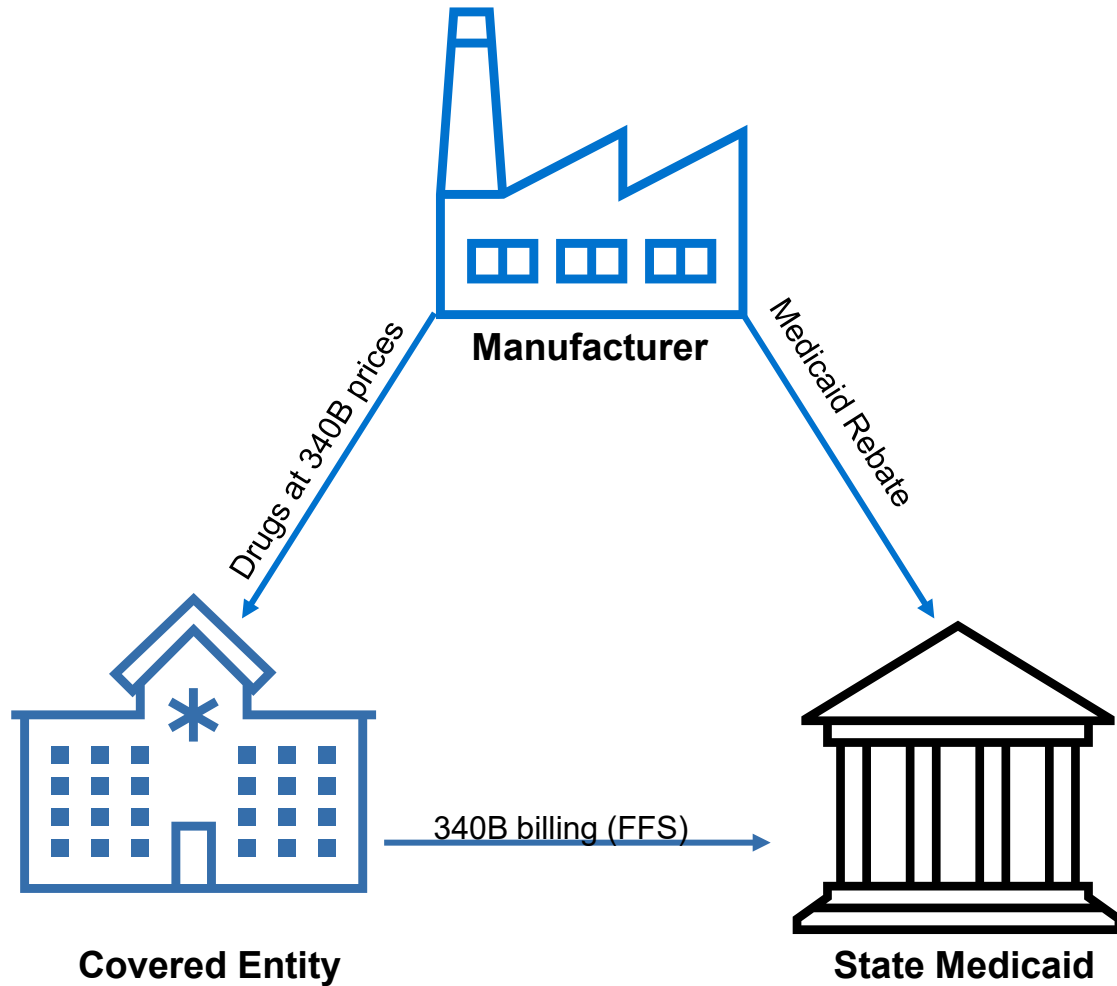 Manufacturer
Drugs at 340B prices
Medicaid Rebate
340B billing (FFS)
Covered Entity
State Medicaid